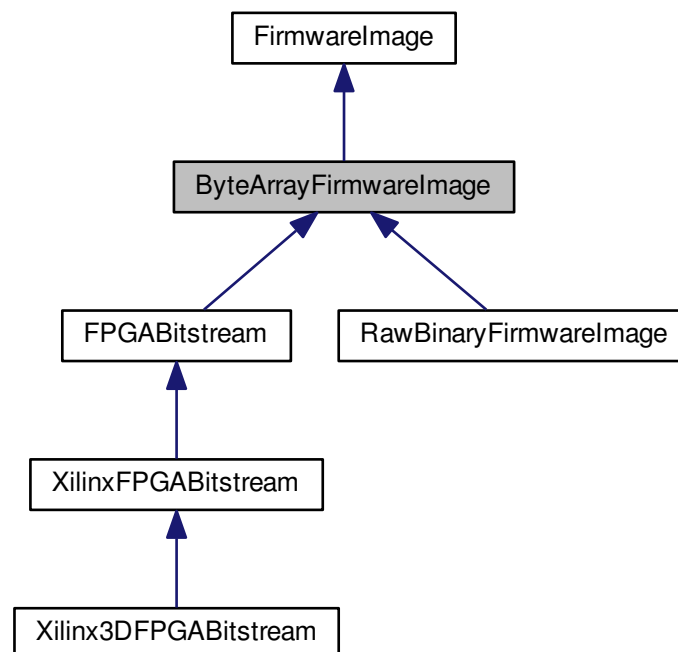 FirmwareImage
ByteArrayFirmwareImage
FPGABitstream
RawBinaryFirmwareImage
XilinxFPGABitstream
Xilinx3DFPGABitstream